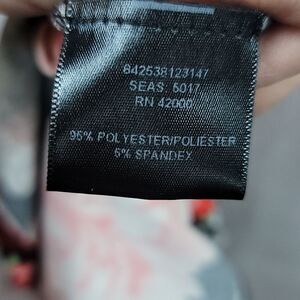 842538123147
SEAS: 5017
RN 42000
95% POLYESTER/POLIESTER
5% SPANDEX